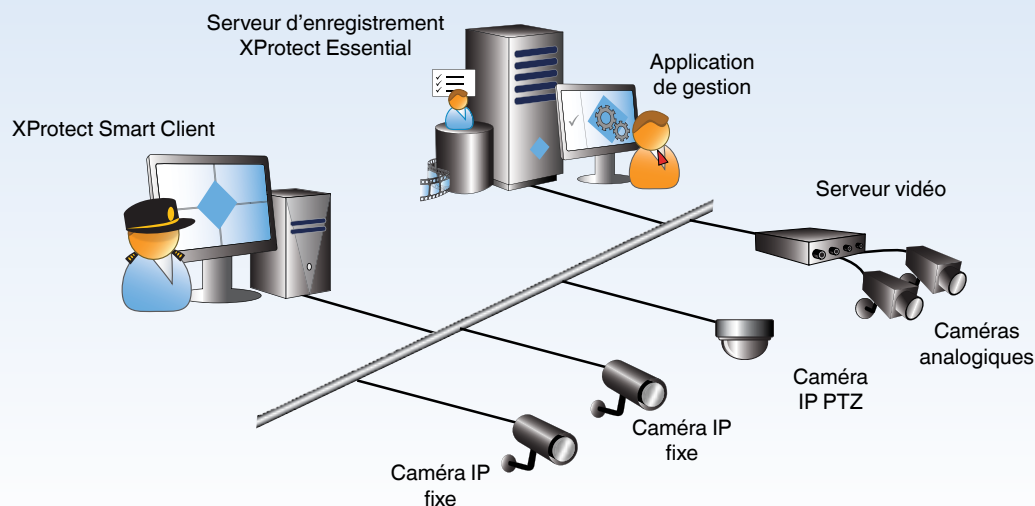 Serveur d’enregistrement
XProtect Essential
Application
de gestion
XProtect Smart Client
Serveur vidéo
Caméras
analogiques
Caméra
IP PTZ
Caméra IP
fixe
Caméra IP
fixe